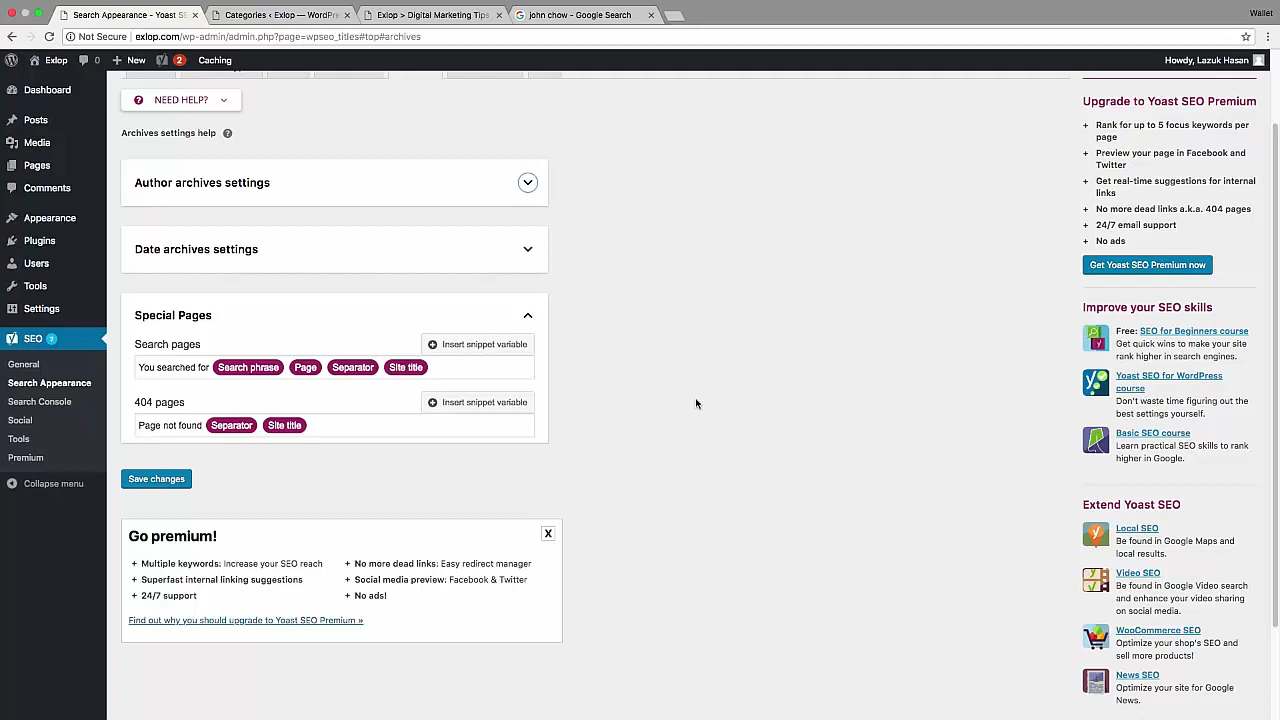 Search Appearance - Yoast SE
Categories ‹ Exlop — WordPre
Exlop > Digital Marketing Tips
john chow - Google Search
Wallet
Not Secure
exlop.com/wp-admin/admin.php?page=wpseo_titles#top#archives
Exlop
0
New
2
Caching
Howdy, Lazuk Hasan
Dashboard
Posts
Media
Pages
Comments
Appearance
Plugins
Users
Tools
Settings
SEO
General
Search Appearance
Search Console
Social
Tools
Premium
Collapse menu
NEED HELP?
Archives settings help
Author archives settings
Date archives settings
Special Pages
Search pages
Insert snippet variable
You searched for Search phrase Page Separator Site title
404 pages
Insert snippet variable
Page not found Separator Site title
Save changes
Go premium!
X
+ Multiple keywords: Increase your SEO reach
+ Superfast internal linking suggestions
+ 24/7 support
+ No more dead links: Easy redirect manager
+ Social media preview: Facebook & Twitter
+ No ads!
Find out why you should upgrade to Yoast SEO Premium »
Upgrade to Yoast SEO Premium
+ Rank for up to 5 focus keywords per
page
+ Preview your page in Facebook and
Twitter
+ Get real-time suggestions for internal
links
+ No more dead links a.k.a. 404 pages
+ 24/7 email support
+ No ads
Get Yoast SEO Premium now
Improve your SEO skills
Free: SEO for Beginners course
Get quick wins to make your site
rank higher in search engines.
Yoast SEO for WordPress
course
Don't waste time figuring out the
best settings yourself.
Basic SEO course
Learn practical SEO skills to rank
higher in Google.
Extend Yoast SEO
Local SEO
Be found in Google Maps and
local results.
Video SEO
Be found in Google Video search
and enhance your video sharing
on social media.
WooCommerce SEO
Optimize your shop's SEO and
sell more products!
News SEO
Optimize your site for Google
News.